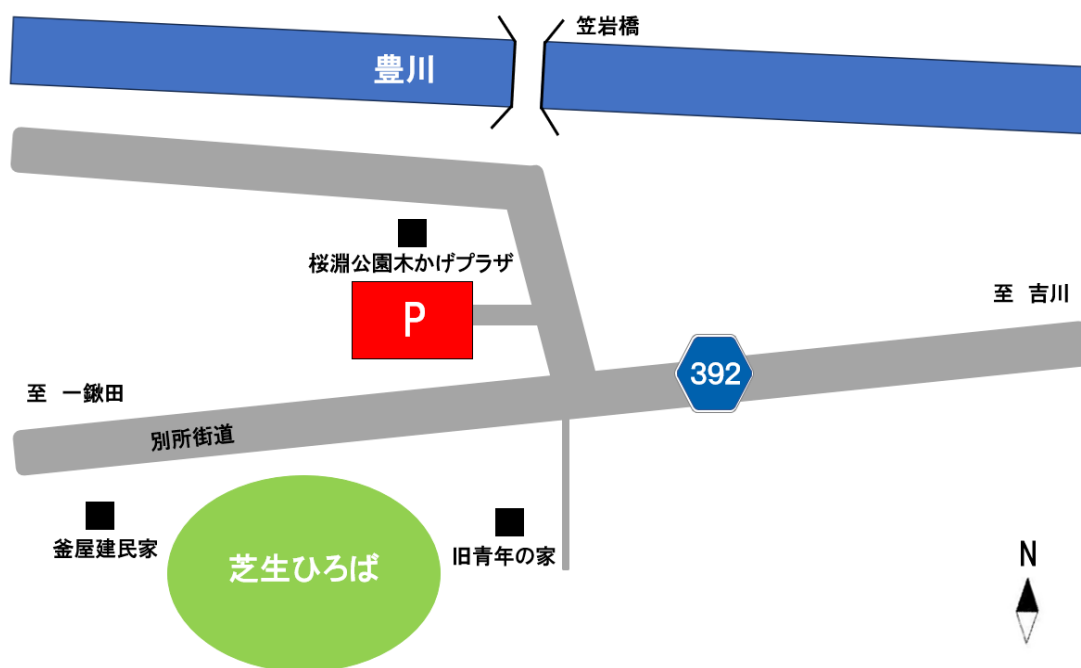 笠岩橋
豊川
桜淵公園木かげプラザ
P
至 吉川
392
至 一鍬田
別所街道
釜屋建民家
芝生ひろば
旧青年の家
N